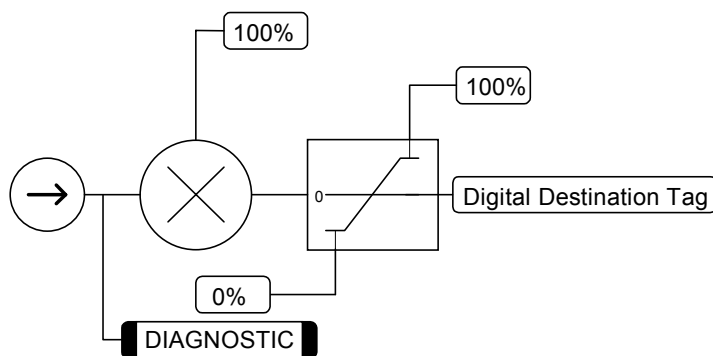 100%
100%
0
Digital Destination Tag
0%
DIAGNOSTIC